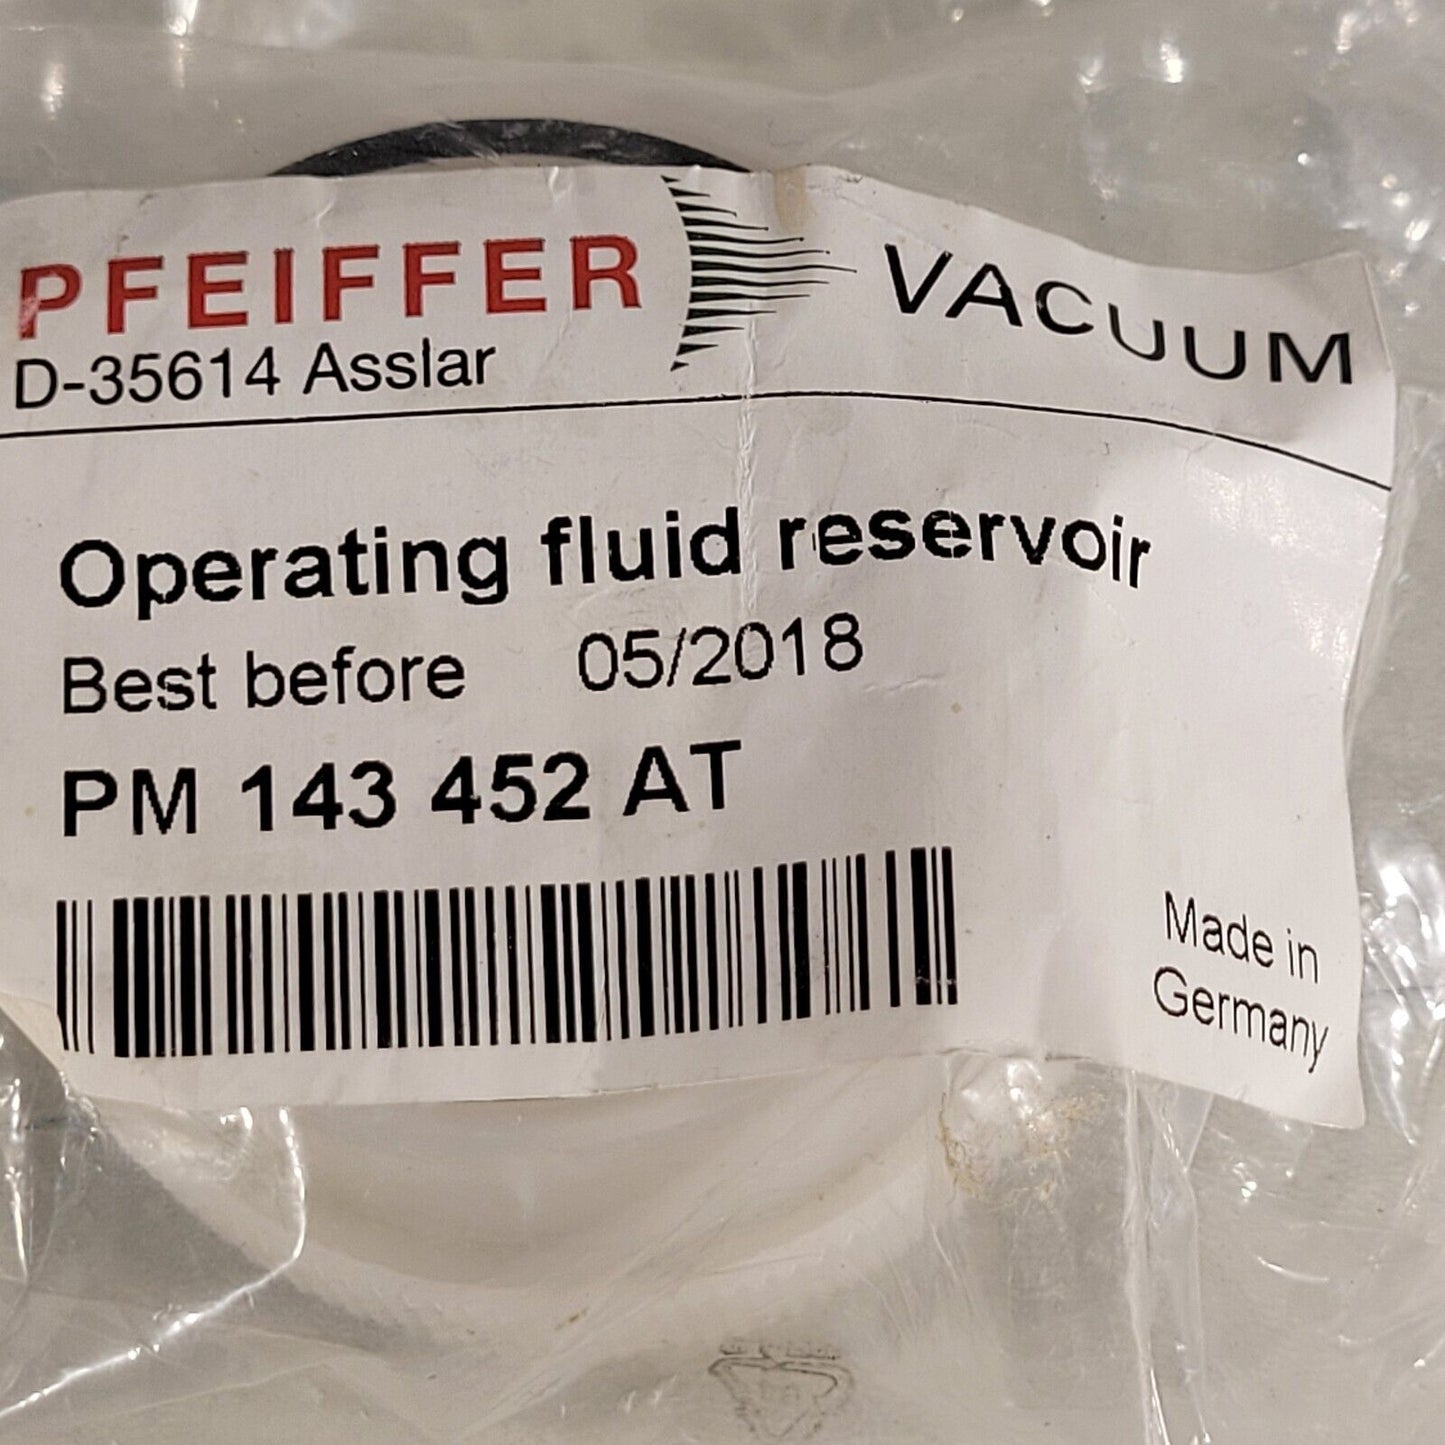 PFEIFFER VACUUM
D-35614 Asslar
Operating fluid reservoir
Best before 05/2018
PM 143 452 AT
Made in
Germany